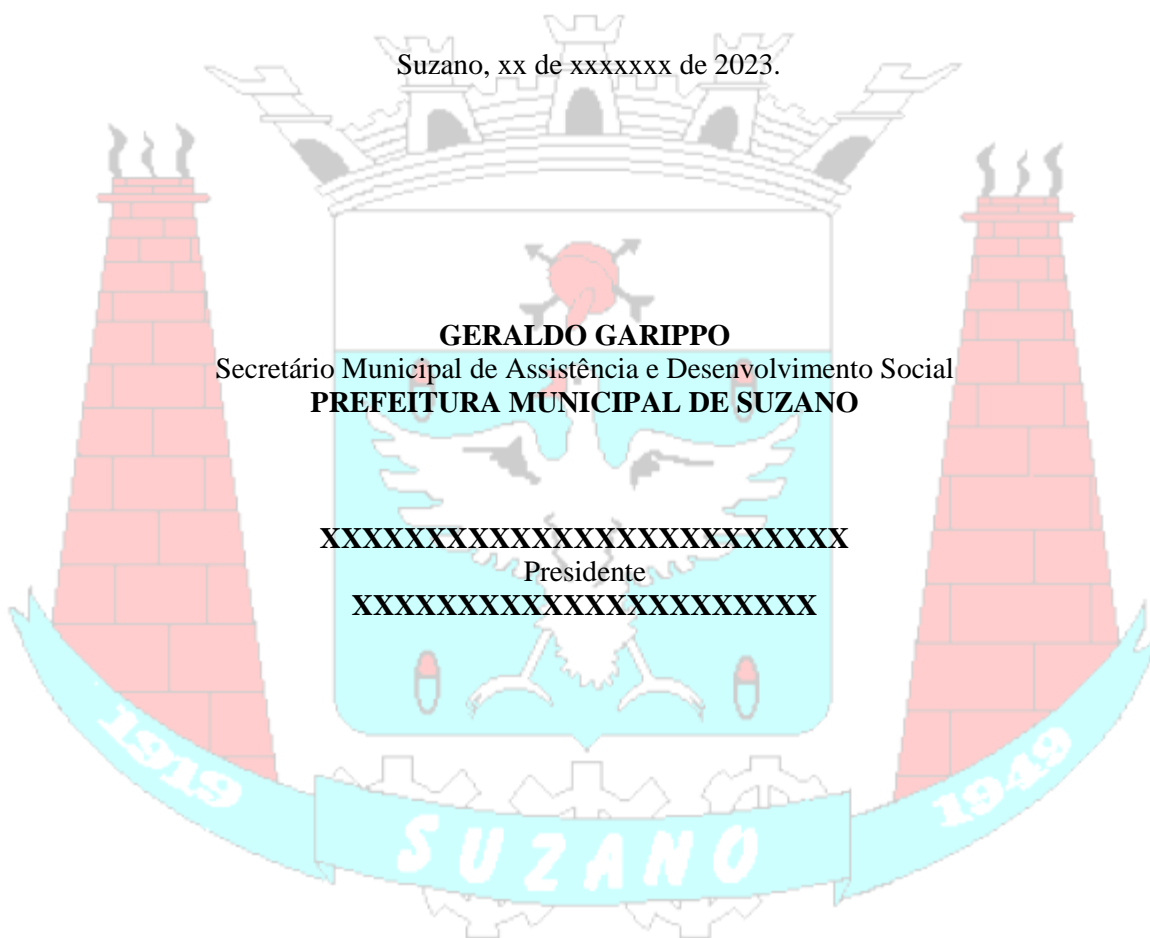 Suzano, xx de xxxxxxx de 2023.
GERALDO GARIPPO
Secretário Municipal de Assistência e Desenvolvimento Social
PREFEITURA MUNICIPAL DE SUZANO
XXXXXXXXXXXXXXXXXXXXXXXXX
Presidente
XXXXXXXXXXXXXXXXXXXXXX
1919
SUZANO
1949